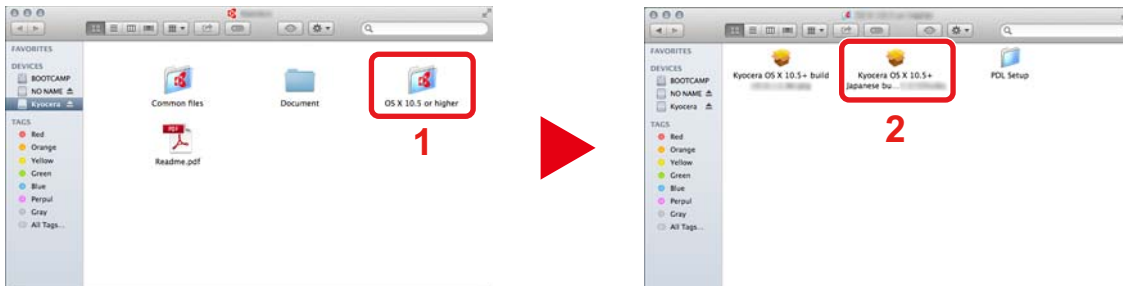 FAVORITES
DEVICES
BOOTCAMP
NO NAME
Kyocera
TAGS
Red
Orange
Yellow
Green
Blue
Perpul
Gray
All Tags...
Common files
Document
OS X 10.5 or higher
1
PDF
Readme.pdf
FAVORITES
DEVICES
BOOTCAMP
NO NAME
Kyocera
TAGS
Red
Orange
Yellow
Green
Blue
Perpul
Gray
All Tags...
Kyocera OS X 10.5+ build
Kyocera OS X 10.5+
Japanese bu...
PDL Setup
2